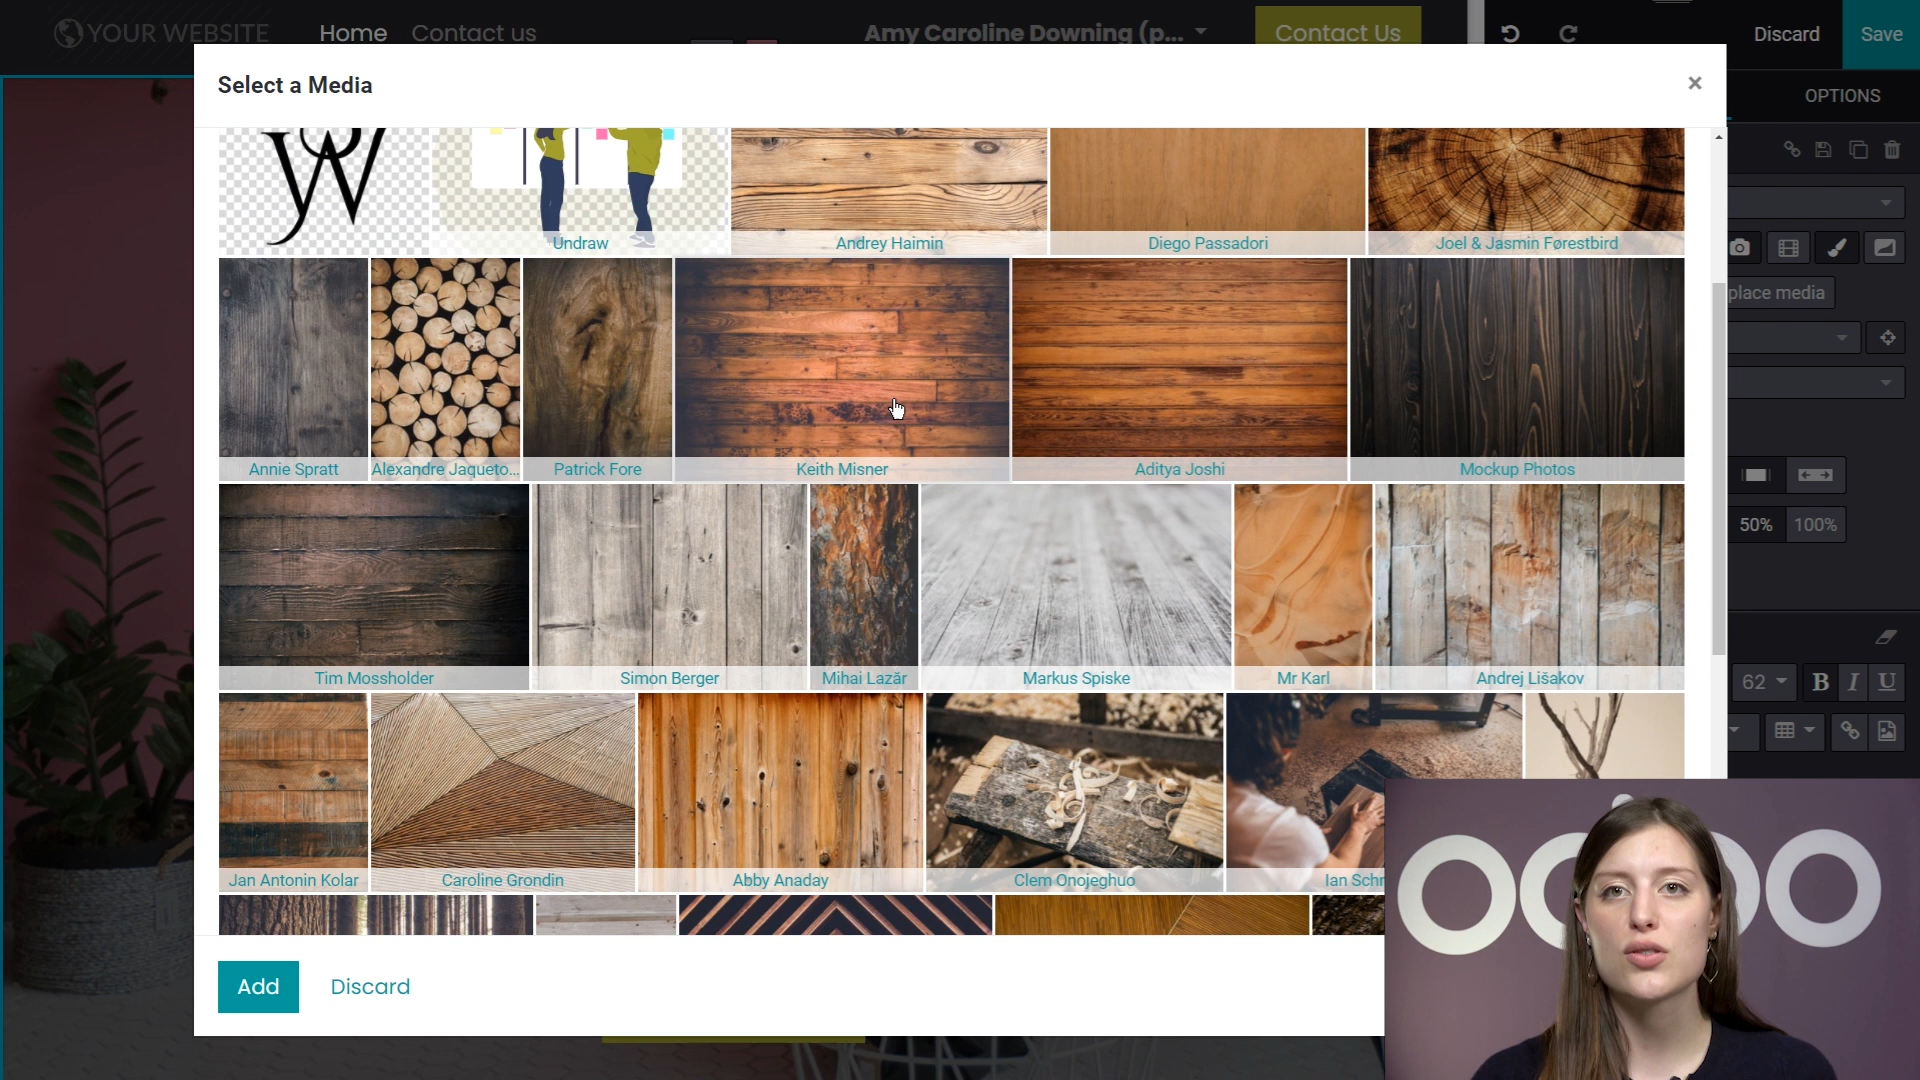 YOUR WEBSITE
Home
Contact us
Amy Caroline Downing (p...
Contact Us
Discard
Save
Select a Media
×
OPTIONS
Undraw
Andrey Haimin
Diego Passadori
Joel & Jasmin Førestbird
place media
Annie Spratt
Alexandre Jaqueto...
Patrick Fore
Keith Misner
Aditya Joshi
Mockup Photos
50%
100%
Tim Mossholder
Simon Berger
Mihai Lazăr
Markus Spiske
Mr Karl
Andrej Lišakov
62
B
I
U
Jan Antonin Kolar
Caroline Grondin
Abby Anaday
Clem Onojeghuo
Ian Schr
Add
Discard